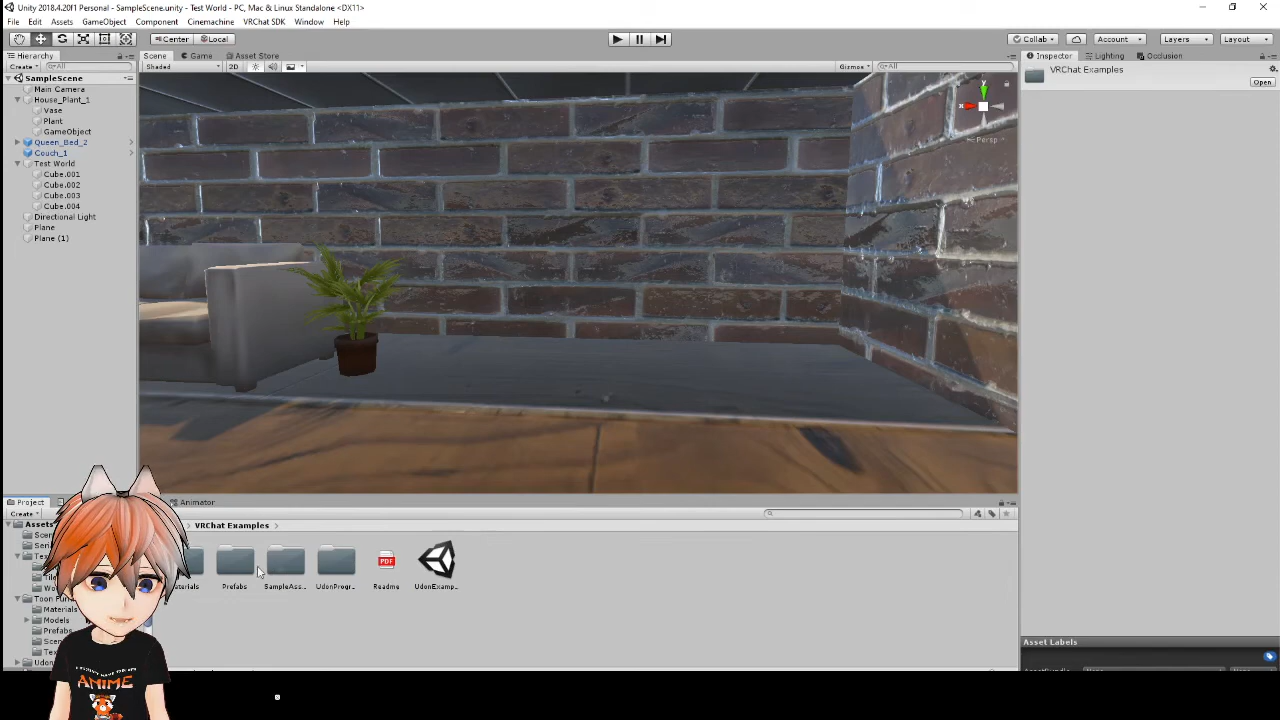 Unity 2018.4.20f1 Personal - SampleScene.unity - Test World - PC, Mac & Linux Standalone <DX11>
File Edit Assets GameObject Component Cinemachine VRChat SDK Window Help
Center Local
Collab Account Layers Layout
Hierarchy
Scene Game Asset Store
Inspector Lighting Occlusion
Create All
Shaded 2D
Gizmos All
VRChat Examples
Open
SampleScene
Main Camera
House_Plant_1
Vase
Plant
GameObject
Queen_Bed_2
Couch_1
Test World
Cube.001
Cube.002
Cube.003
Cube.004
Directional Light
Plane
Plane (1)
y
x
Persp
Project
Animator
Create
Assets
VRChat Examples
Prefabs
SampleAss...
UdonProgr...
PDF
Readme
UdonExamp...
Materials
Models
Prefabs
Asset Labels
ANIME